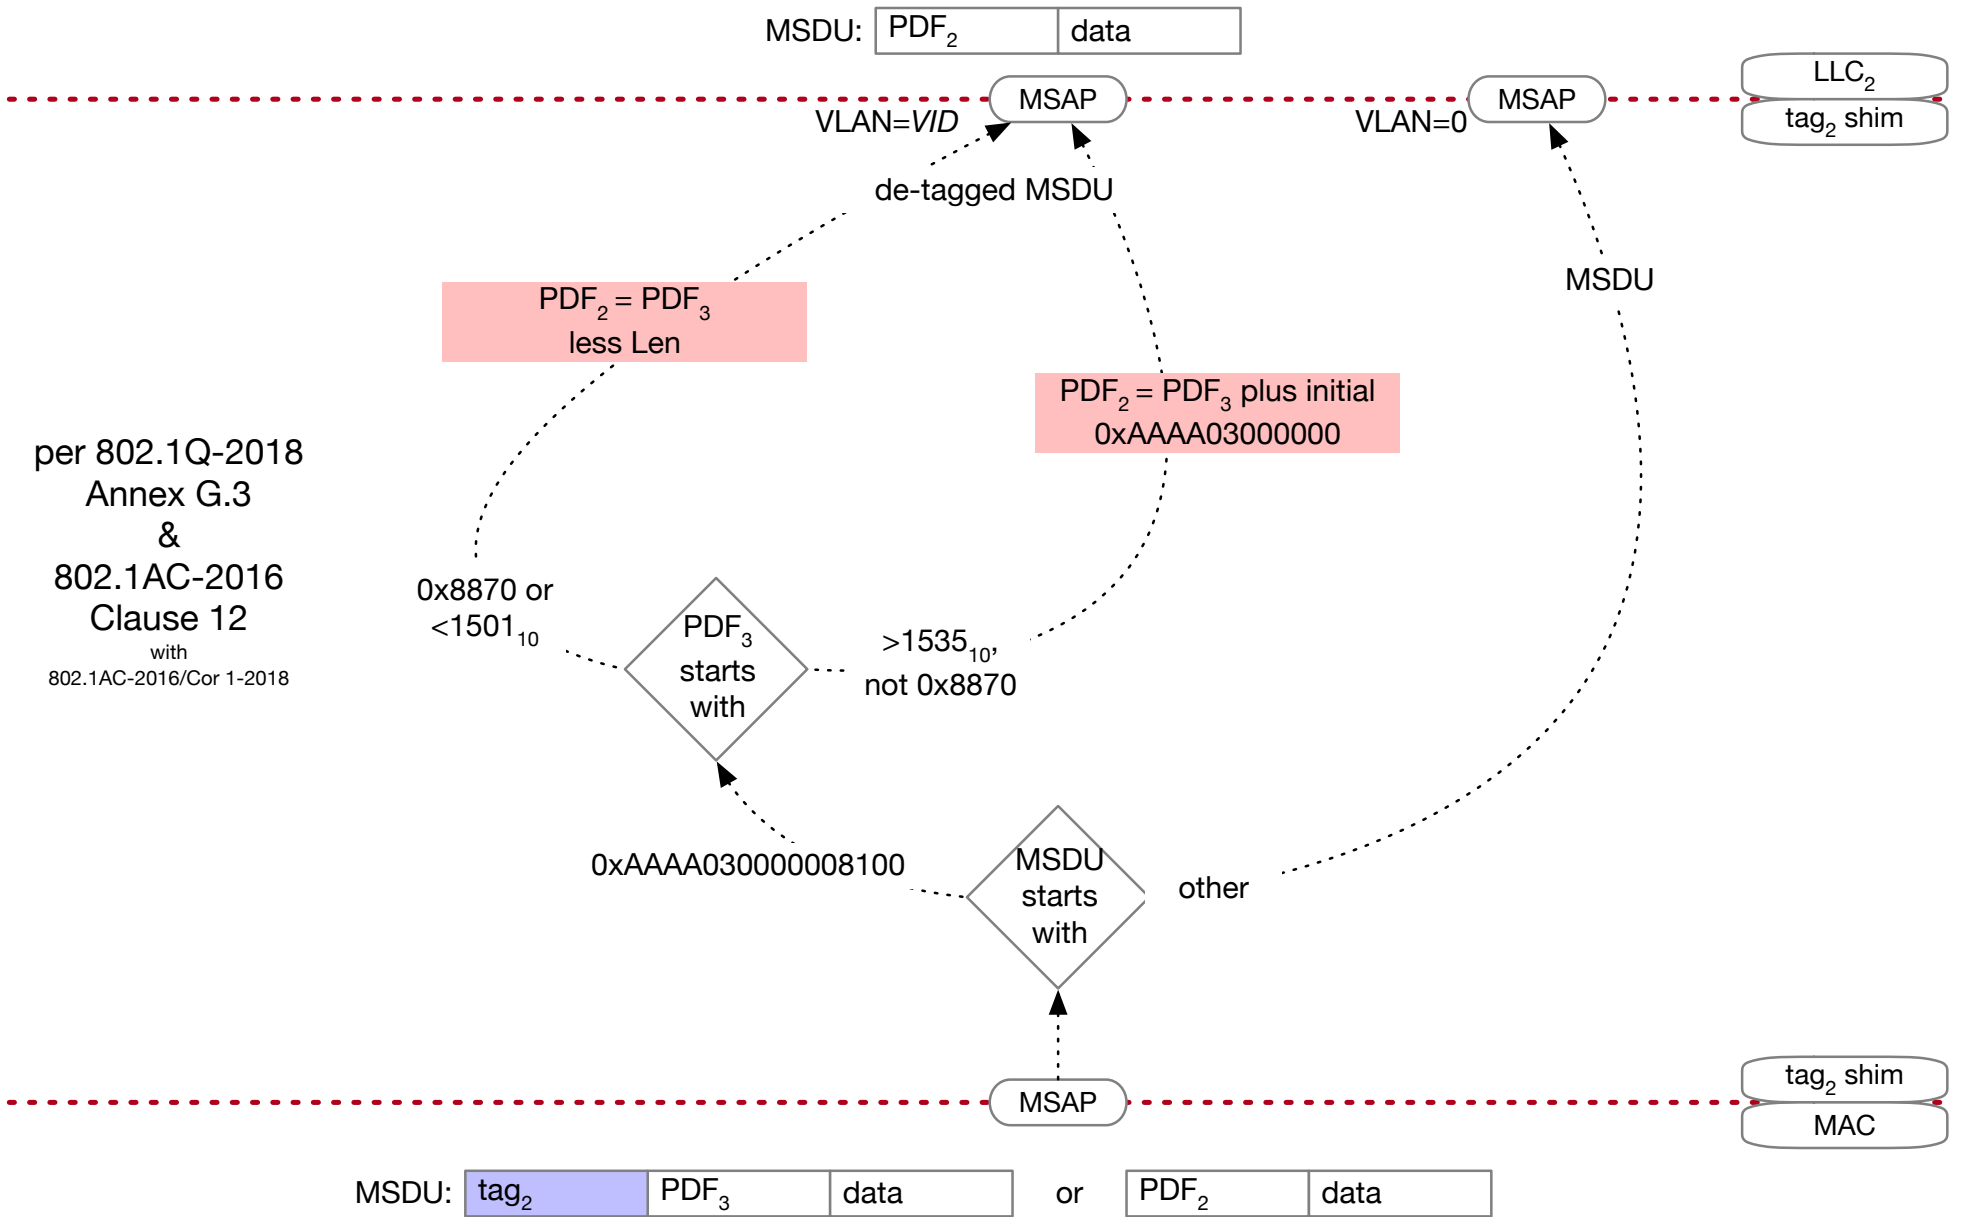 MSDU: PDF₂ data
LLC₂
MSAP MSAP
VLAN=VID VLAN=0 tag₂ shim
de-tagged MSDU
MSDU
PDF₂ = PDF₃
less Len
PDF₂ = PDF₃ plus initial
0xAAAA03000000
per 802.1Q-2018
Annex G.3
&
802.1AC-2016
Clause 12
with
802.1AC-2016/Cor 1-2018
0x8870 or
<1501₁₀
PDF₃
starts
with
>1535₁₀,
not 0x8870
0xAAAA030000008100
MSDU
starts
with
other
tag₂ shim
MSAP
MAC
MSDU: tag₂ PDF₃ data or PDF₂ data